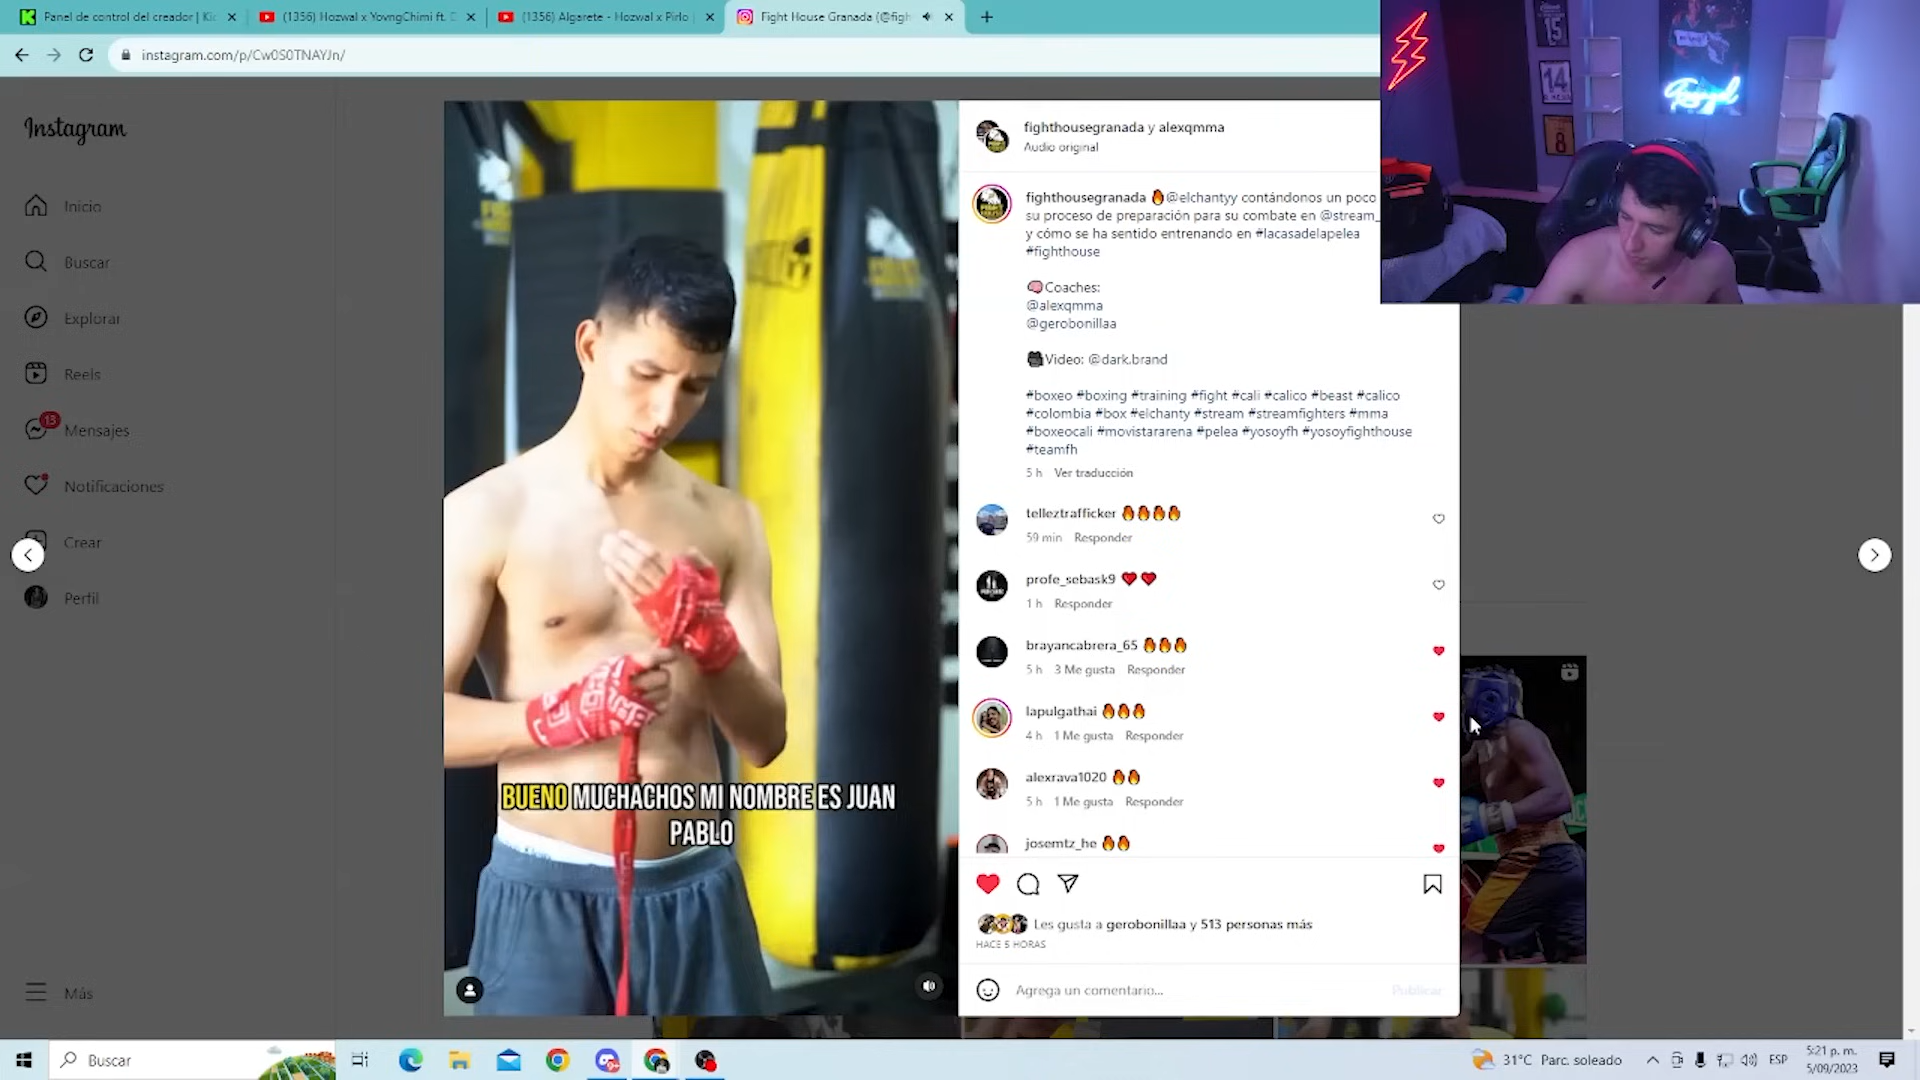 Panel de control del creador | Kic
(1356) Hozwal x YovngChimi ft. D
(1356) Algarete - Hozwal x Pirlo
Fight House Granada (@figh
instagram.com/p/Cw0S0TNAYJn/
15
14
8
Royal
Instagram
Inicio
Buscar
Explorar
Reels
13
Mensajes
Notificaciones
Crear
Perfil
Más
BUENO MUCHACHOS MI NOMBRE ES JUAN
PABLO
fighthousegranada y alexqmma
Audio original
fighthousegranada 🔥@elchantyy contándonos un poco
su proceso de preparación para su combate en @stream_
y cómo se ha sentido entrenando en #lacasadelapelea
#fighthouse
🧠Coaches:
@alexqmma
@gerobonillaa
Video: @dark.brand
#boxeo #boxing #training #fight #cali #calico #beast #calico
#colombia #box #elchanty #stream #streamfighters #mma
#boxeocali #movistararena #pelea #yosoyfh #yosoyfighthouse
#teamfh
5 h Ver traducción
telleztrafficker 🔥🔥🔥🔥
59 min Responder
profe_sebask9 ❤️ ❤️
1 h Responder
brayancabrera_65 🔥🔥🔥
5 h 3 Me gusta Responder
lapulgathai 🔥🔥🔥
4 h 1 Me gusta Responder
alexrava1020 🔥🔥
5 h 1 Me gusta Responder
josemtz_he 🔥🔥
Les gusta a gerobonillaa y 513 personas más
HACE 5 HORAS
Agrega un comentario...
Publicar
Buscar
31°C Parc. soleado
ESP
5:21 p. m.
5/09/2023